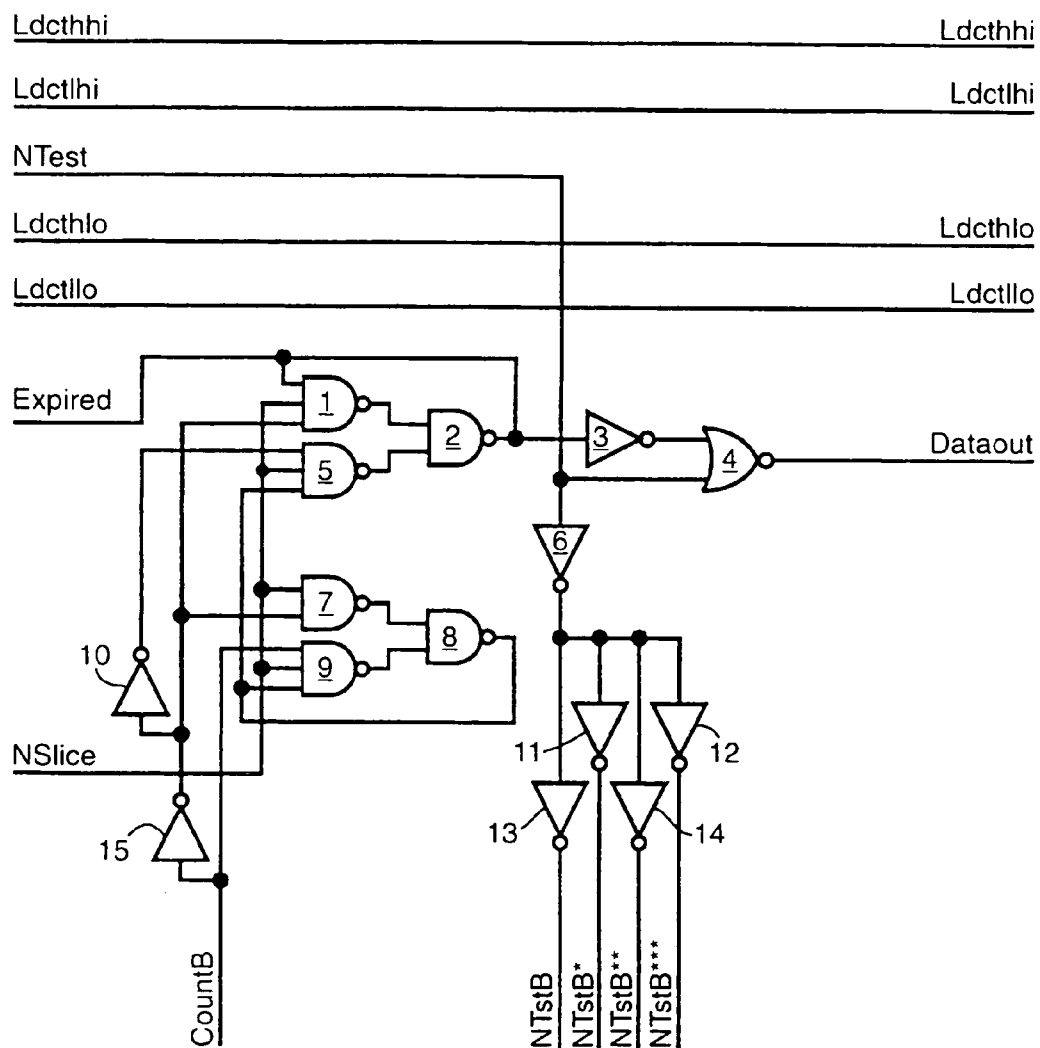 Ldcthhi Ldcthhi
Ldctlhi Ldctlhi
NTest
Ldcthlo Ldcthlo
Ldctllo Ldctllo
Expired
1
2
3
4
Dataout
5
6
7
8
9
10
NSlice
11
12
13
14
15
CountB
NTstB
NTstB*
NTstB**
NTstB***